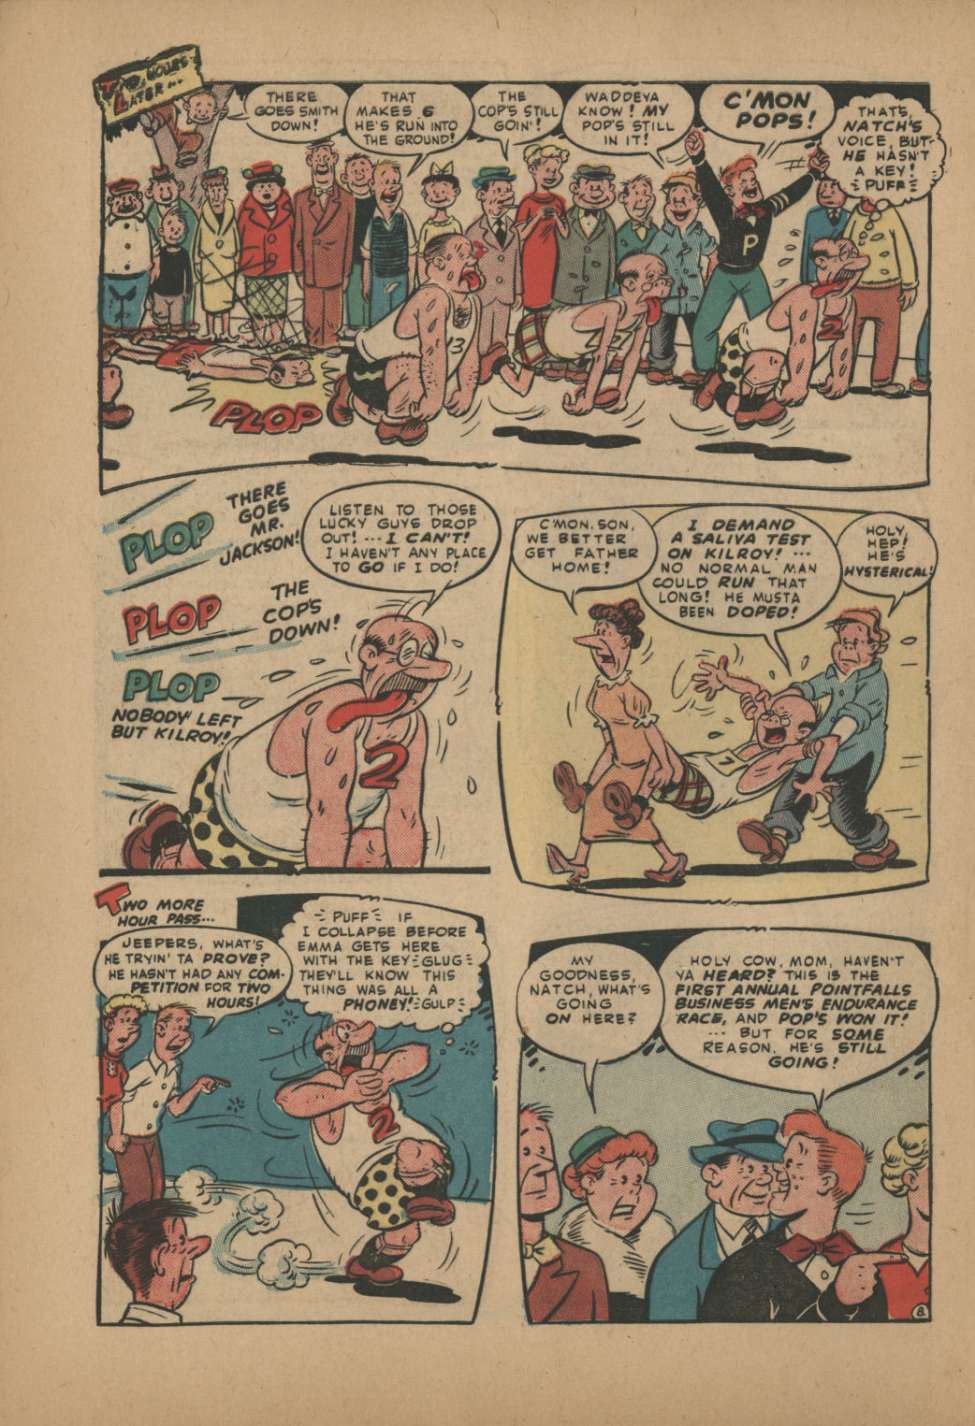 Two Hours
Later...
THERE
GOES SMITH
DOWN!
THAT
MAKES 6
HE'S RUN INTO
THE GROUND!
THE
COP'S STILL
GOIN'!
WADDEYA
KNOW! MY
POP'S STILL
IN IT!
C'MON
POPS!
THAT'S
NATCH'S
VOICE, BUT-
HE HASN'T
A KEY!
PUFF
P
13
7
2
PLOP
PLOP
THERE
GOES
MR.
JACKSON!
PLOP
THE
COP'S
DOWN!
PLOP
NOBODY LEFT
BUT KILROY!
LISTEN TO THOSE
LUCKY GUYS DROP
OUT! ... I CAN'T!
I HAVEN'T ANY PLACE
TO GO IF I DO!
2
C'MON, SON,
WE BETTER
GET FATHER
HOME!
I DEMAND
A SALIVA TEST
ON KILROY! ...
NO NORMAL MAN
COULD RUN THAT
LONG! HE MUSTA
BEEN DOPED!
HOLY
HEP!
HE'S
HYSTERICAL!
7
TWO MORE
HOUR PASS...
JEEPERS, WHAT'S
HE TRYIN' TA PROVE?
HE HASN'T HAD ANY COM-
PETITION FOR TWO
HOURS!
PUFF IF
I COLLAPSE BEFORE
EMMA GETS HERE
WITH THE KEY GLUG
THEY'LL KNOW THIS
THING WAS ALL A
PHONEY! GULP
2
MY
GOODNESS,
NATCH, WHAT'S
GOING
ON HERE?
HOLY COW, MOM, HAVEN'T
YA HEARD? THIS IS THE
FIRST ANNUAL POINTFALLS
BUSINESS MEN'S ENDURANCE
RACE, AND POP'S WON IT!
... BUT FOR SOME
REASON, HE'S STILL
GOING!
8